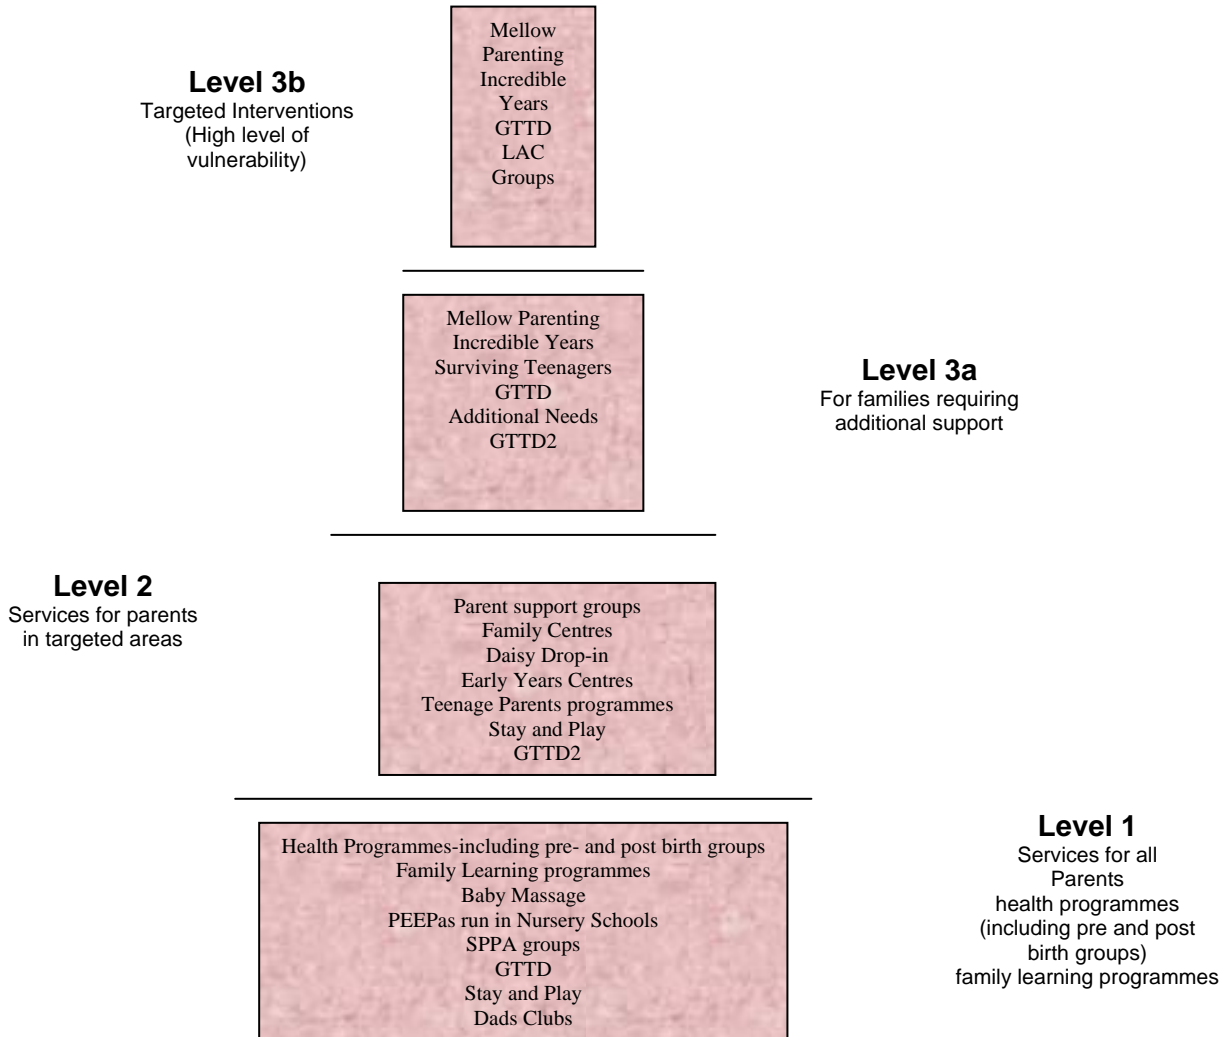 Mellow
Parenting
Incredible
Years
GTTD
LAC
Groups
Level 3b
Targeted Interventions
(High level of
vulnerability)
Mellow Parenting
Incredible Years
Surviving Teenagers
GTTD
Additional Needs
GTTD2
Level 3a
For families requiring
additional support
Level 2
Services for parents
in targeted areas
Parent support groups
Family Centres
Daisy Drop-in
Early Years Centres
Teenage Parents programmes
Stay and Play
GTTD2
Health Programmes-including pre- and post birth groups
Family Learning programmes
Baby Massage
PEEPas run in Nursery Schools
SPPA groups
GTTD
Stay and Play
Dads Clubs
Level 1
Services for all
Parents
health programmes
(including pre and post
birth groups)
family learning programmes